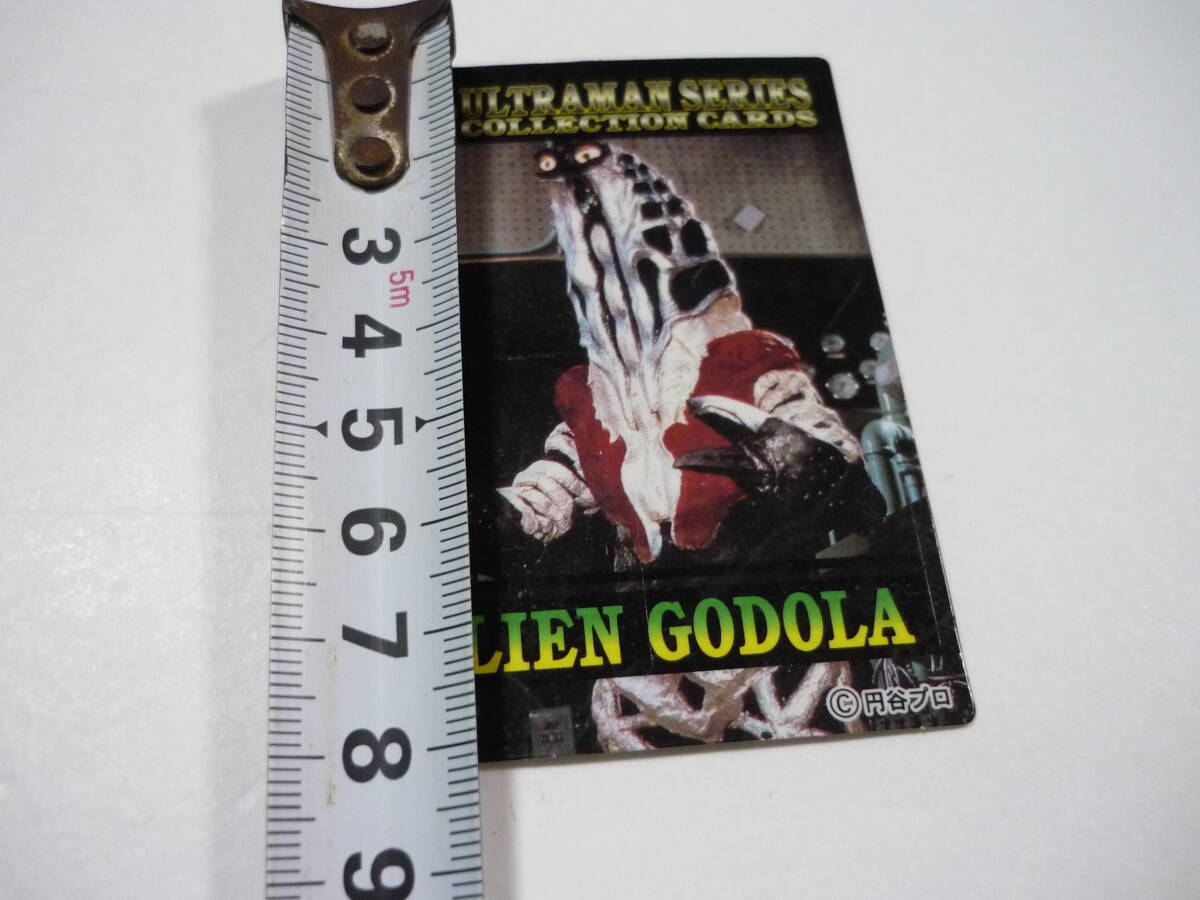 ULTRAMAN SERIES
COLLECTION CARDS
3
5m
4
5
6
7
8
9
LIEN GODOLA
© 円谷プロ